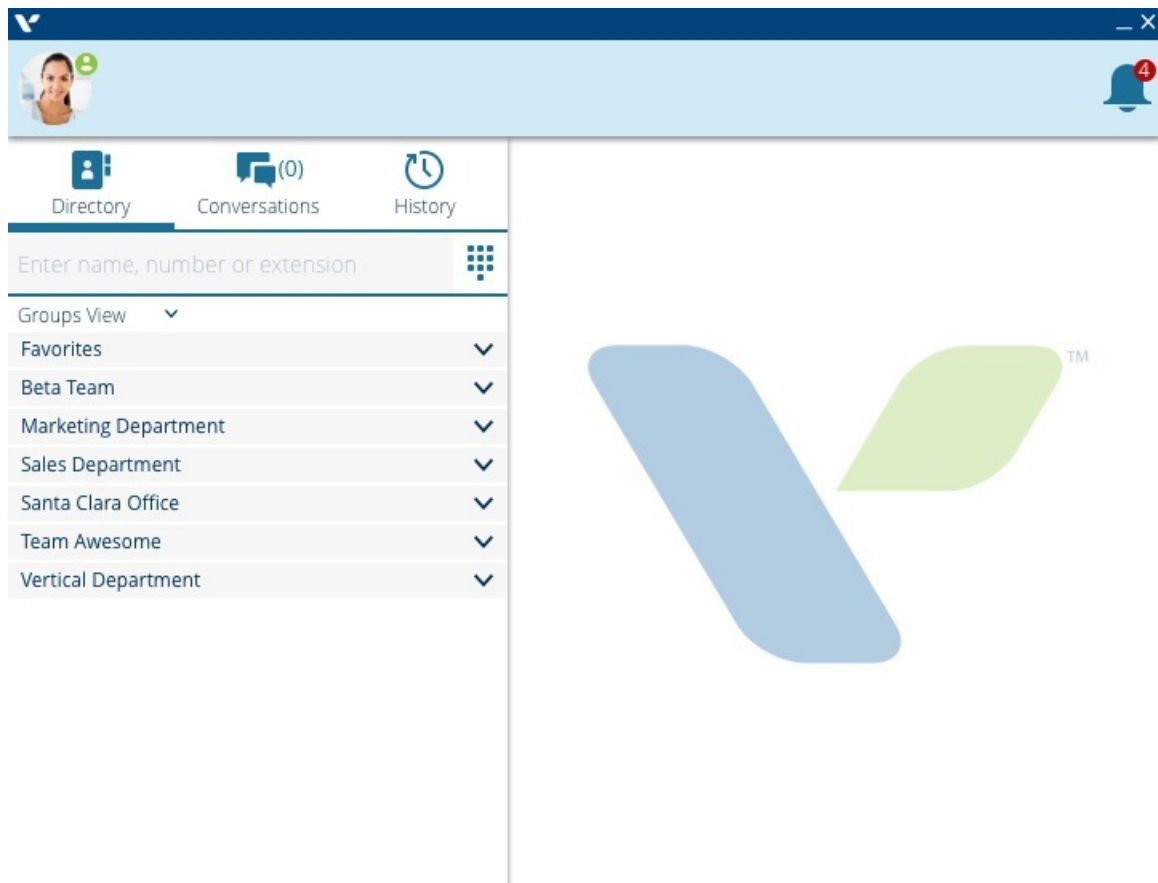 4
(0)
Directory Conversations History
Enter name, number or extension
Groups View
Favorites
Beta Team
Marketing Department
Sales Department
Santa Clara Office
Team Awesome
Vertical Department
TM